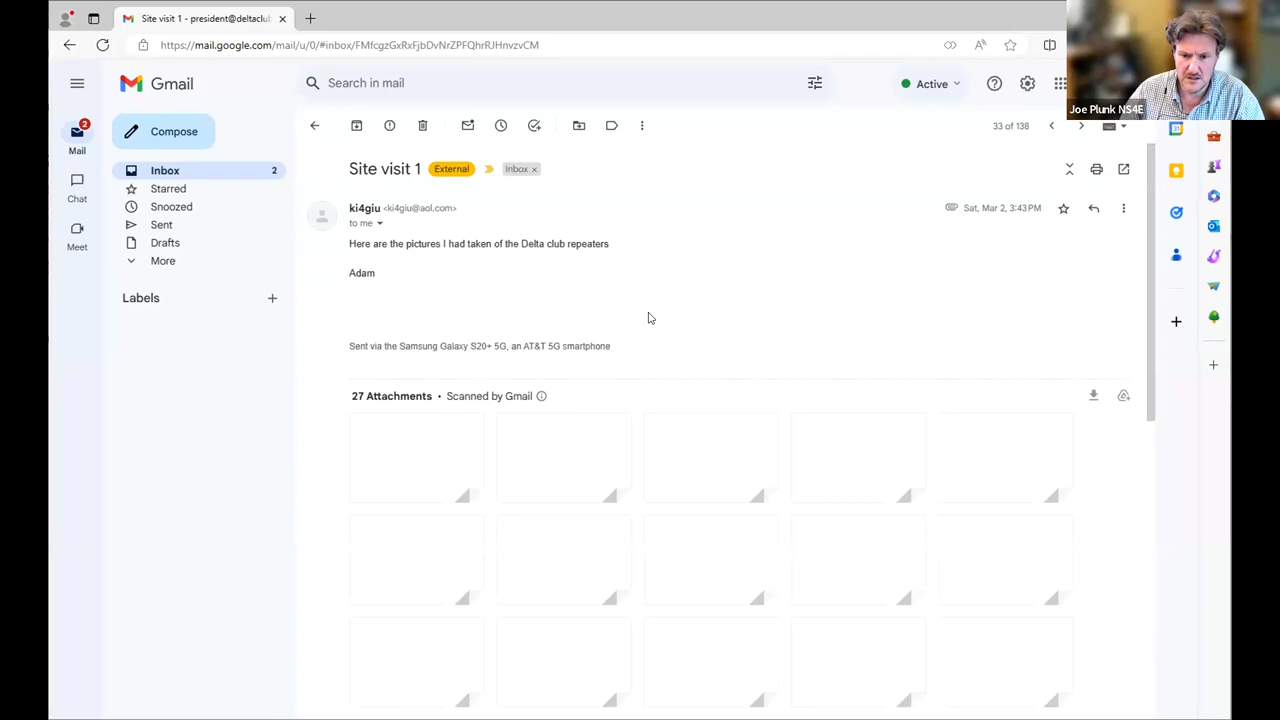 Site visit 1 - president@deltaclub
https://mail.google.com/mail/u/0/#inbox/FMfcgzGxRxFjbDvNrZPFQhrRJHnvzvCM
Joe Plunk NS4E
Gmail
Search in mail
Active
2
Mail
Chat
Meet
Compose
Inbox 2
Starred
Snoozed
Sent
Drafts
More
Labels
33 of 138
Site visit 1 External Inbox
ki4giu <ki4giu@aol.com>
Sat, Mar 2, 3:43 PM
to me
Here are the pictures I had taken of the Delta club repeaters
Adam
Sent via the Samsung Galaxy S20+ 5G, an AT&T 5G smartphone
27 Attachments • Scanned by Gmail
31